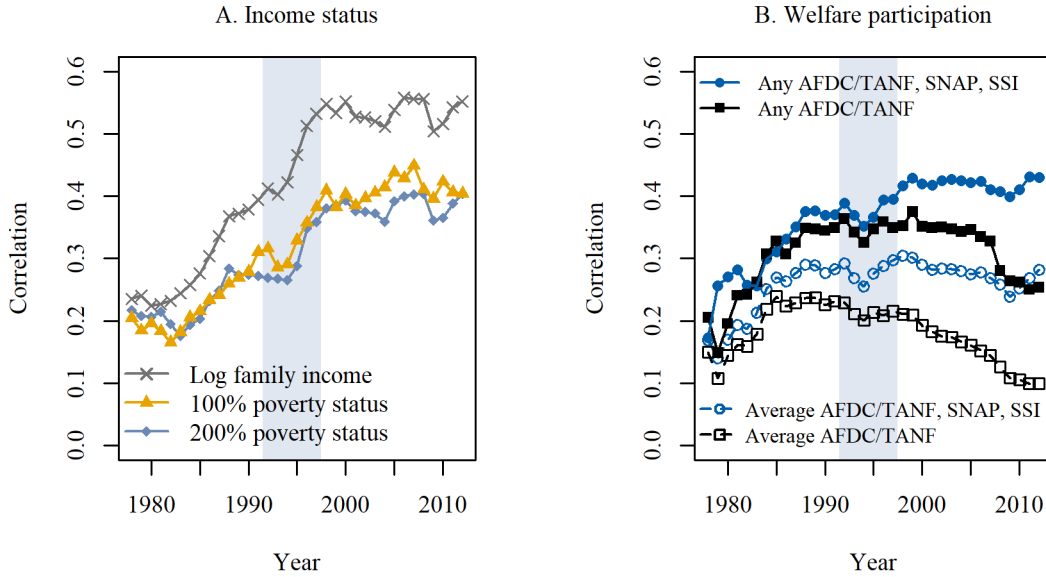 A. Income status
0.6
0.5
0.4
0.3
0.2
0.1
0.0
Correlation
Log family income
100% poverty status
200% poverty status
1980
1990
2000
2010
Year
B. Welfare participation
0.6
0.5
0.4
0.3
0.2
0.1
0.0
Correlation
Any AFDC/TANF, SNAP, SSI
Any AFDC/TANF
Average AFDC/TANF, SNAP, SSI
Average AFDC/TANF
1980
1990
2000
2010
Year